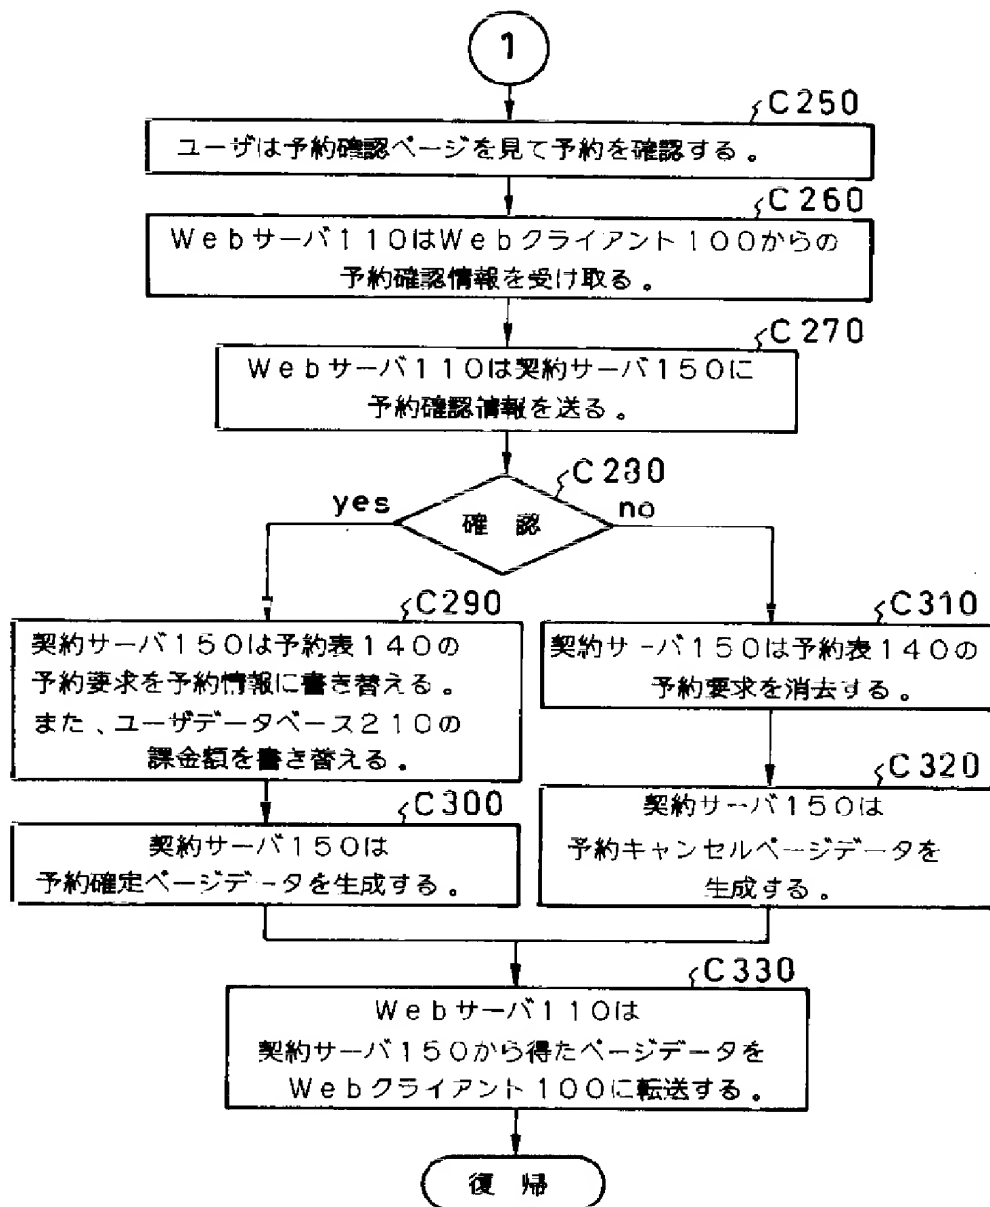 1
C250
ユーザは予約確認ページを見て予約を確認する。
C260
Webサーバ110はWebクライアント100からの
予約確認情報を受け取る。
C270
Webサーバ110は契約サーバ150に
予約確認情報を送る。
C280
yes
確 認
no
C290
契約サーバ150は予約表140の
予約要求を予約情報に書き替える。
また、ユーザデータベース210の
課金額を書き替える。
C310
契約サーバ150は予約表140の
予約要求を消去する。
C300
契約サーバ150は
予約確定ページデータを生成する。
C320
契約サーバ150は
予約キャンセルページデータを
生成する。
C330
Webサーバ110は
契約サーバ150から得たページデータを
Webクライアント100に転送する。
復 帰